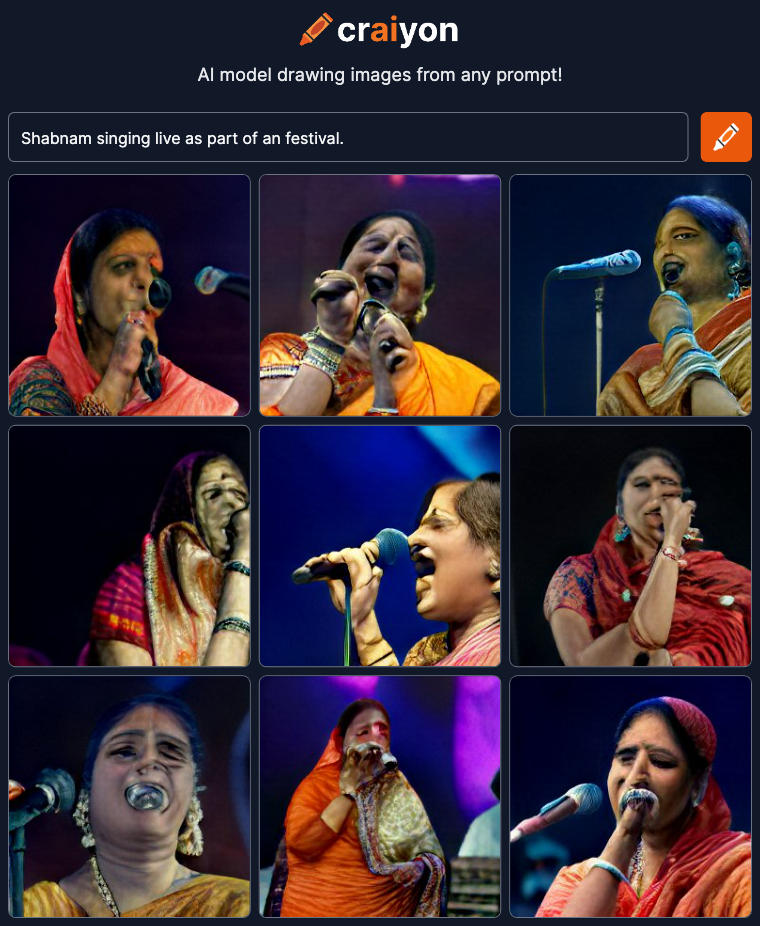 craiyon
AI model drawing images from any prompt!
Shabnam singing live as part of an festival.